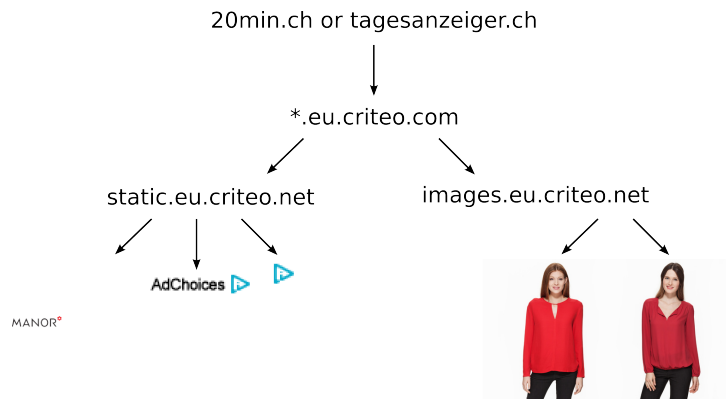 20min.ch or tagesanzeiger.ch
*.eu.criteo.com
static.eu.criteo.net
images.eu.criteo.net
AdChoices
MANOR